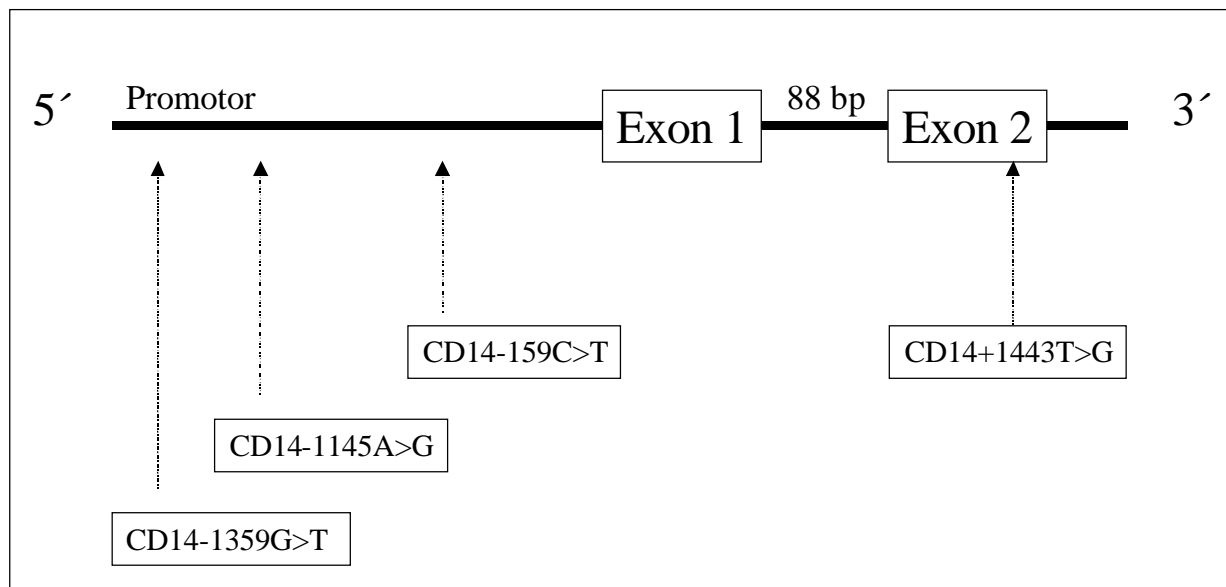 Promotor
88 bp
5´
Exon 1
Exon 2
3´
CD14-159C>T
CD14+1443T>G
CD14-1145A>G
CD14-1359G>T